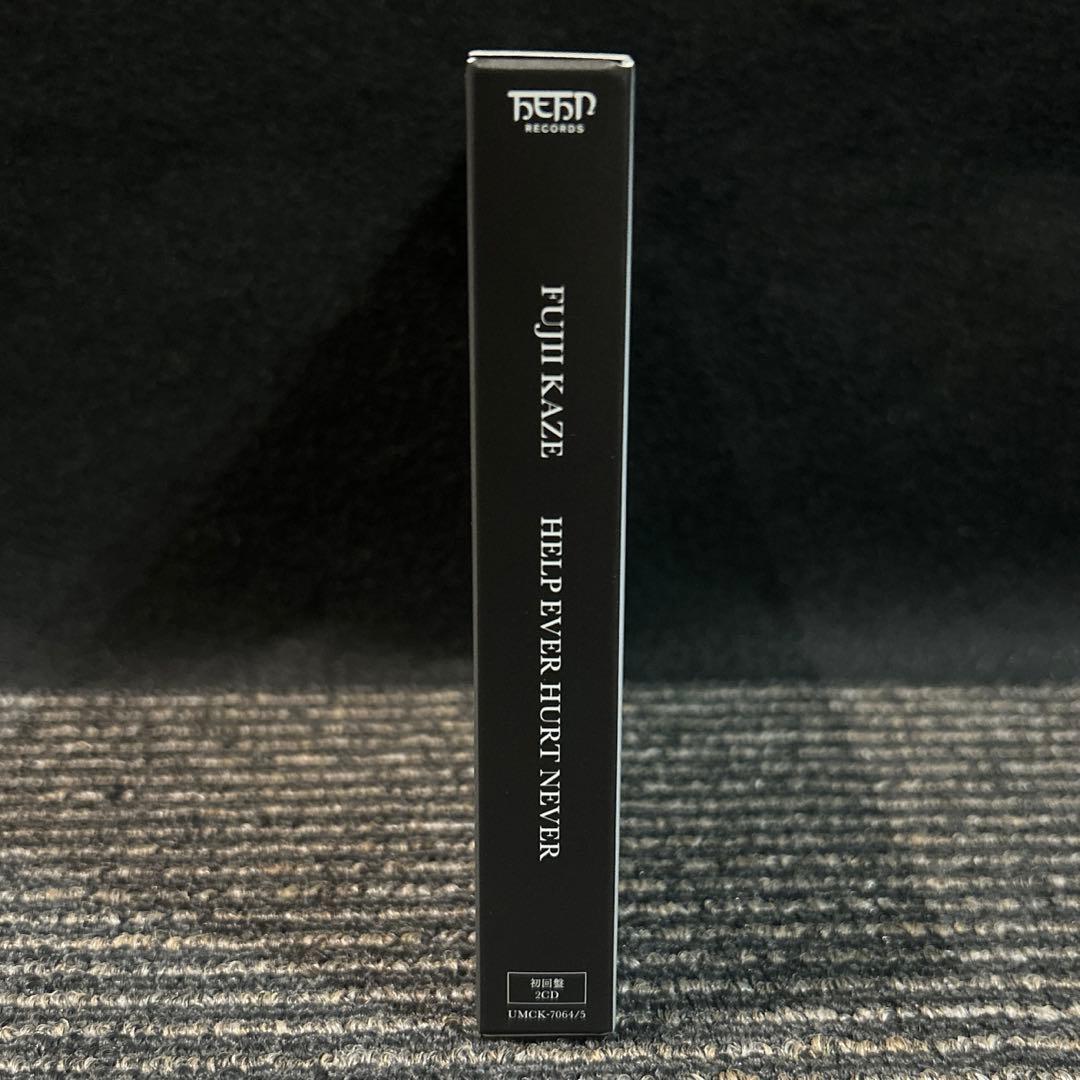 HEHN
RECORDS
FUJII KAZE HELP EVER HURT NEVER
初回盤
2CD
UMCK-7064/5